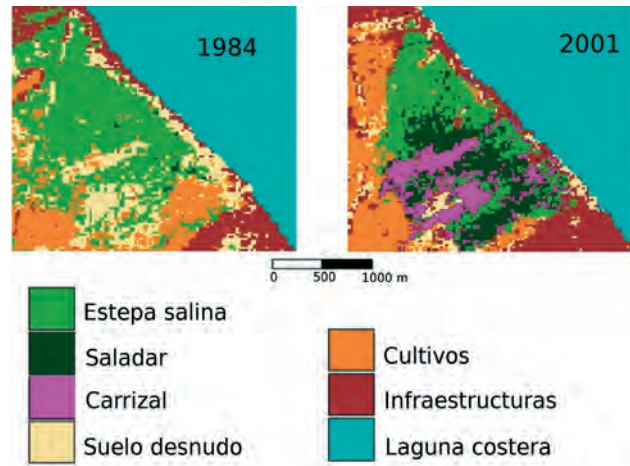 1984
2001
0 500 1000 m
Estepa salina
Saladar
Carrizal
Suelo desnudo
Cultivos
Infraestructuras
Laguna costera